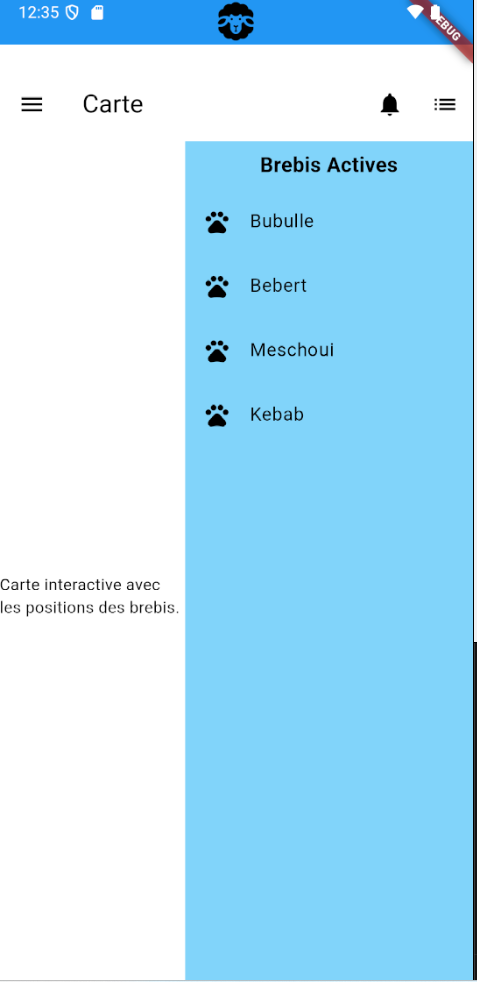 12:35
DEBUG
Carte
Brebis Actives
Bubulle
Bebert
Meschoui
Kebab
Carte interactive avec
les positions des brebis.